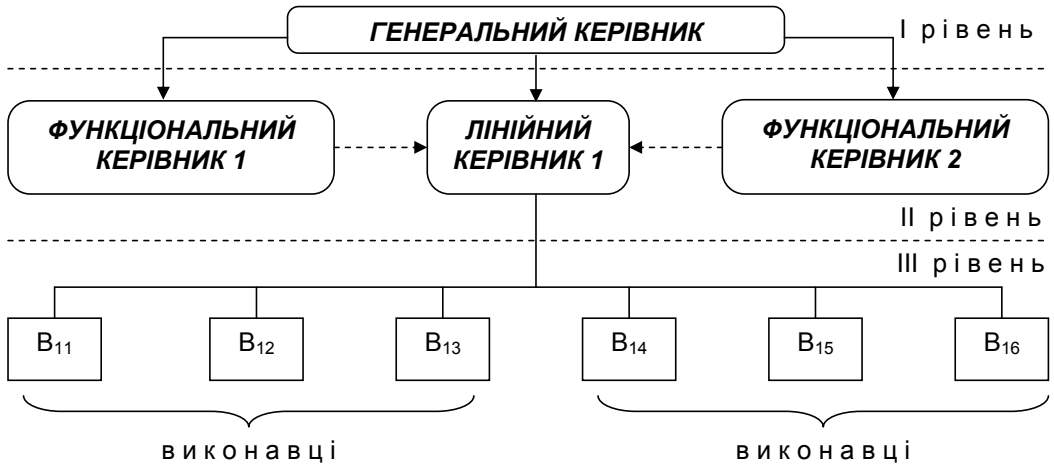 ГЕНЕРАЛЬНИЙ КЕРІВНИК
І рівень
ФУНКЦІОНАЛЬНИЙ
КЕРІВНИК 1
ЛІНІЙНИЙ
КЕРІВНИК 1
ФУНКЦІОНАЛЬНИЙ
КЕРІВНИК 2
ІІ рівень
ІІІ рівень
В11
В12
В13
В14
В15
В16
виконавці
виконавці